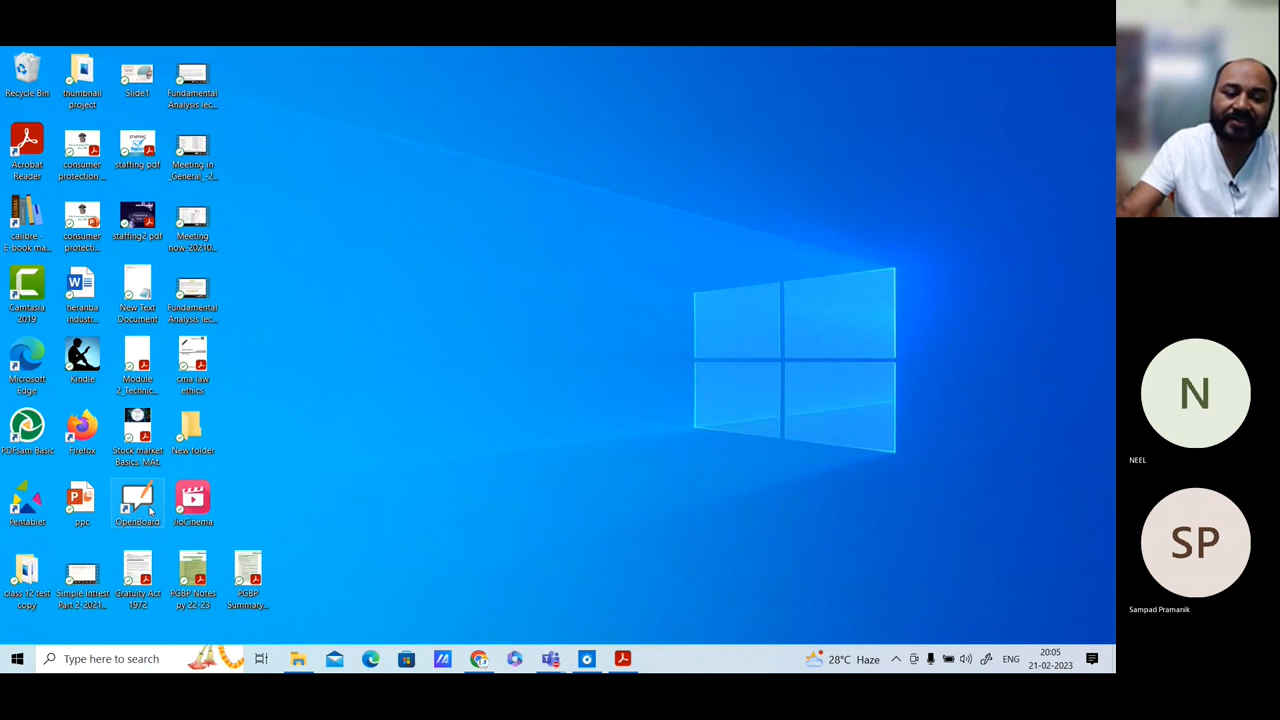 Recycle Bin
thumbnail
project
Slide1
Fundamental
Analysis lec...
Acrobat
Reader
consumer
protection ...
staffing pdf
Meeting in
_General_-2...
calibre -
E-book ma...
consumer
protecti...
staffing2 pdf
Meeting
now-20210...
Camtasia
2019
neranba
industr...
New Text
Document
Fundamental
Analysis lec...
Microsoft
Edge
Kindle
Module
2_Technic...
cma law
ethics
PDFsam Basic
Firefox
Stock market
Basics. MAt.
New folder
Pentablet
ppc
OpenBoard
JioCinema
class 12 test
copy
Simple Intrest
Part 2-2021...
Gratuity Act
1972
PGBP Notes
py 22-23
PGBP
Summary...
Type here to search
28°C Haze
ENG
20:05
21-02-2023
N
NEEL
SP
Sampad Pramanik